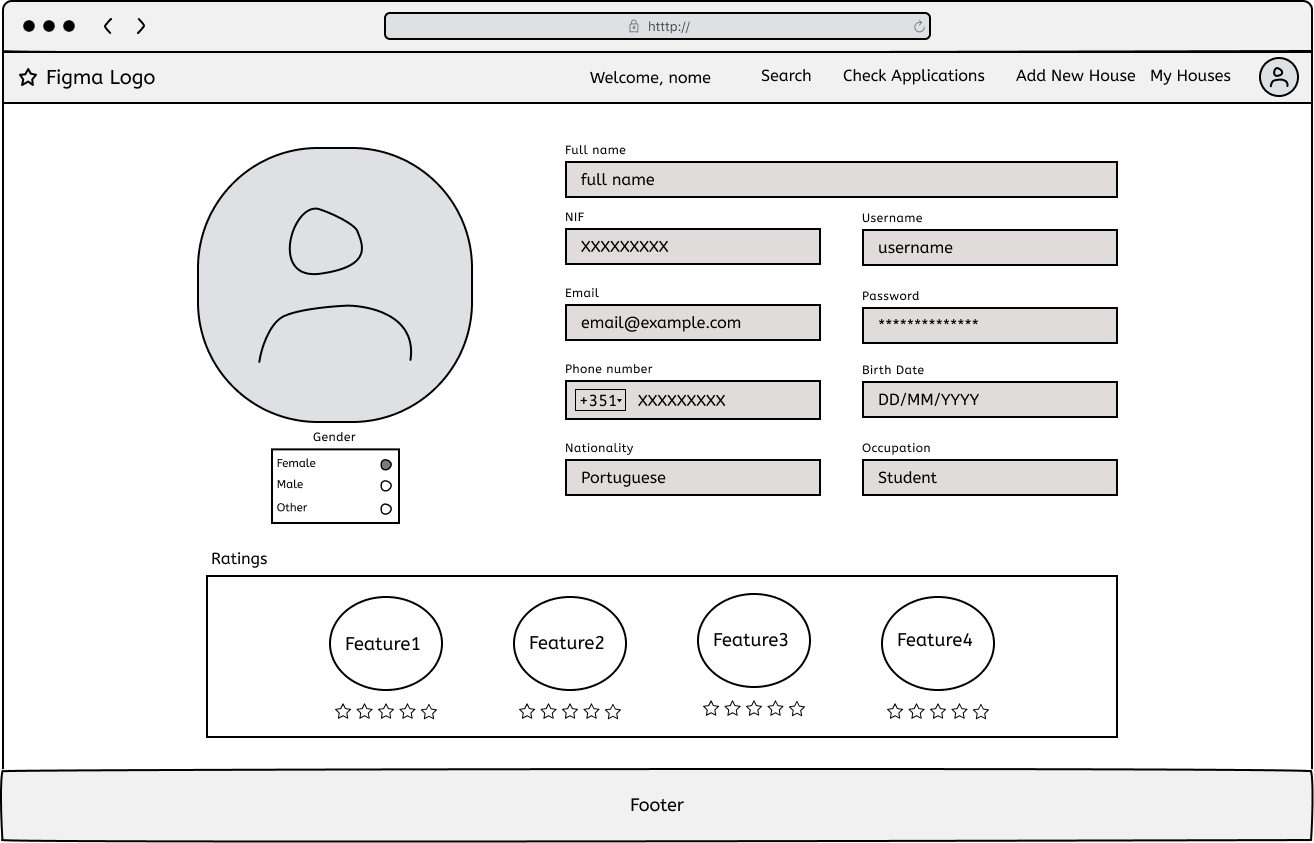 htttp://
Figma Logo
Welcome, nome
Search
Check Applications
Add New House
My Houses
Full name
full name
NIF
XXXXXXXXX
Username
username
Email
email@example.com
Password
**************
Phone number
+351
XXXXXXXXX
Birth Date
DD/MM/YYYY
Gender
Female
Male
Other
Nationality
Portuguese
Occupation
Student
Ratings
Feature1
Feature2
Feature3
Feature4
Footer